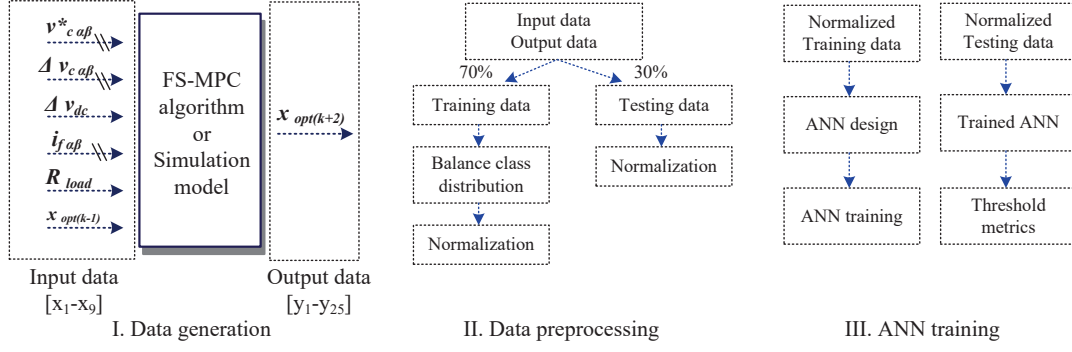 v*c αβ
Δ vc αβ
Δ vdc
if αβ
R load
x opt(k-1)
FS-MPC
algorithm
or
Simulation
model
x opt(k+2)
Input data
[x1-x9]
Output data
[y1-y25]
I. Data generation
Input data
Output data
70%
30%
Training data
Testing data
Balance class
distribution
Normalization
Normalization
II. Data preprocessing
Normalized
Training data
Normalized
Testing data
ANN design
Trained ANN
ANN training
Threshold
metrics
III. ANN training